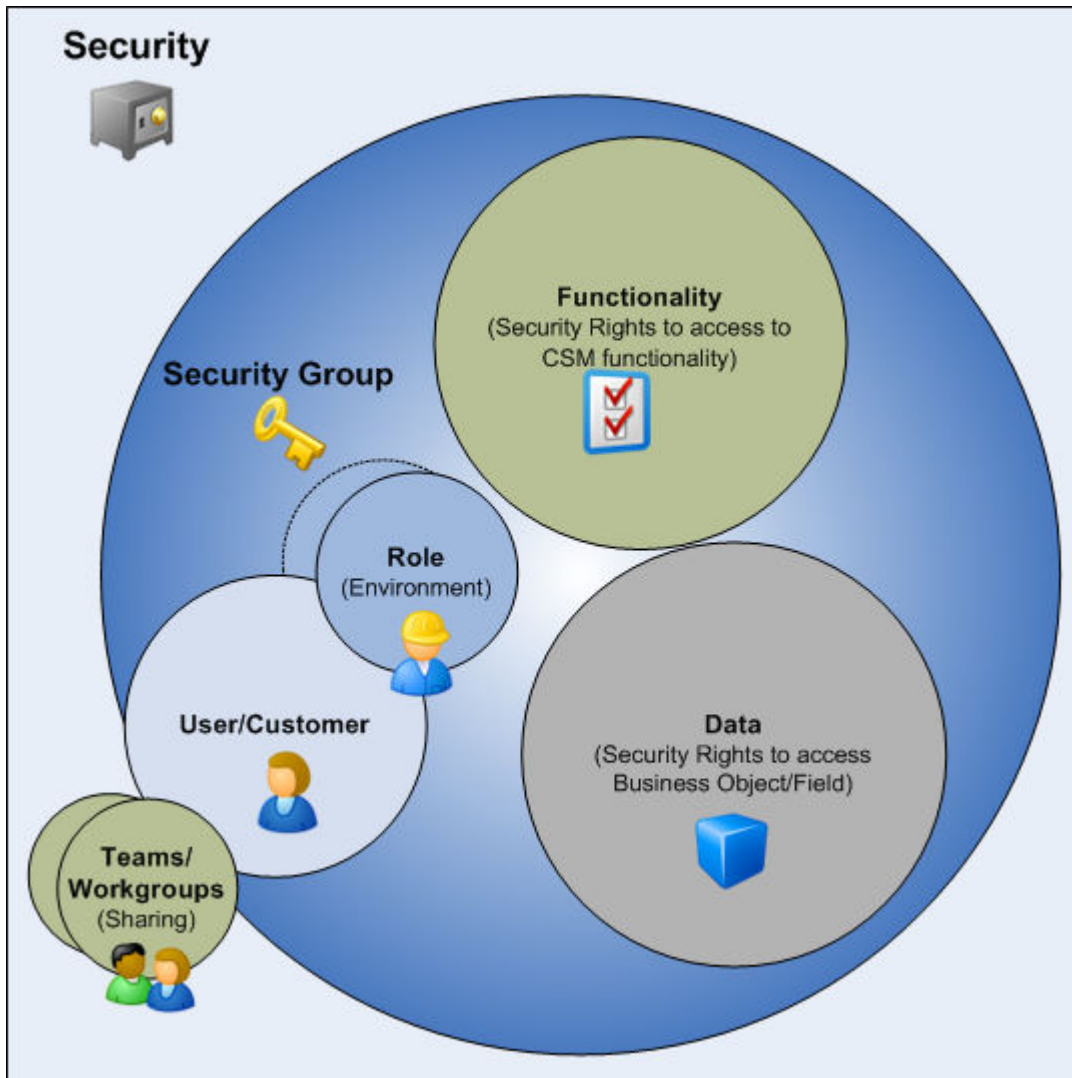 Security
Functionality
(Security Rights to access to
CSM functionality)
Security Group
Role
(Environment)
User/Customer
Data
(Security Rights to access
Business Object/Field)
Teams/
Workgroups
(Sharing)